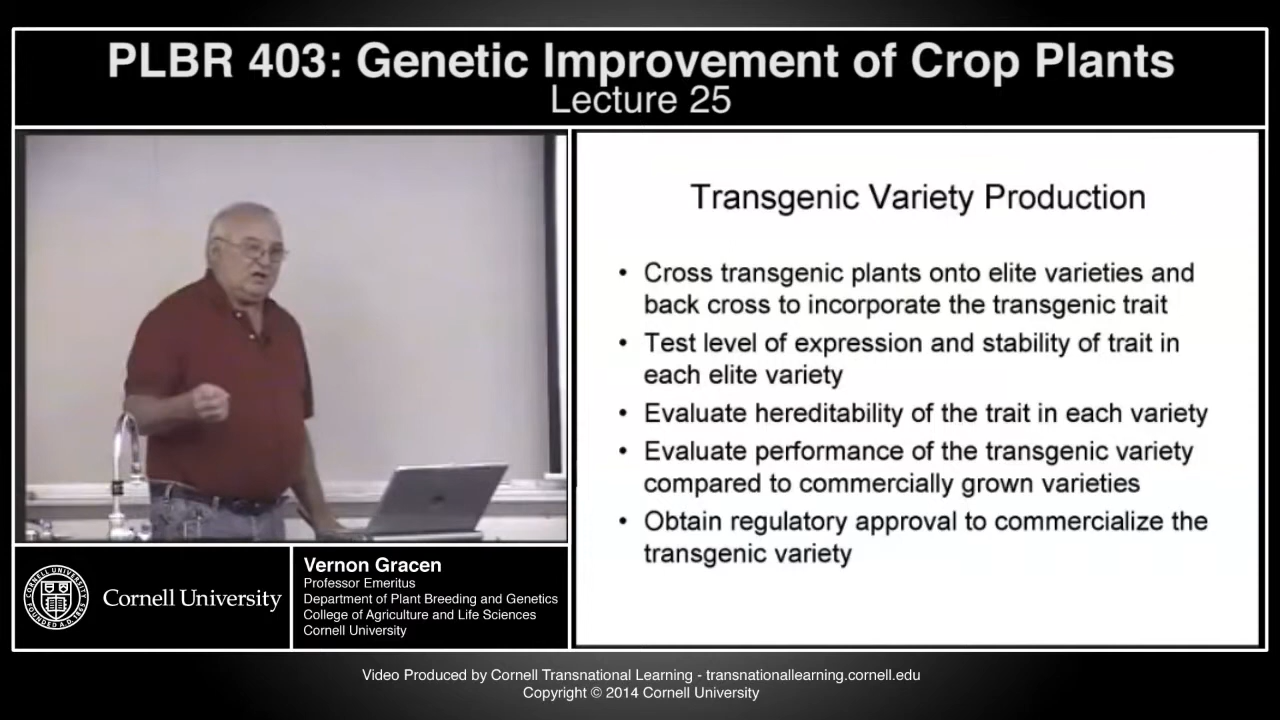 PLBR 403: Genetic Improvement of Crop Plants
Lecture 25
Transgenic Variety Production
• Cross transgenic plants onto elite varieties and
back cross to incorporate the transgenic trait
• Test level of expression and stability of trait in
each elite variety
• Evaluate hereditability of the trait in each variety
• Evaluate performance of the transgenic variety
compared to commercially grown varieties
• Obtain regulatory approval to commercialize the
transgenic variety
Cornell University
Vernon Gracen
Professor Emeritus
Department of Plant Breeding and Genetics
College of Agriculture and Life Sciences
Cornell University
Video Produced by Cornell Transnational Learning - transnationallearning.cornell.edu
Copyright © 2014 Cornell University